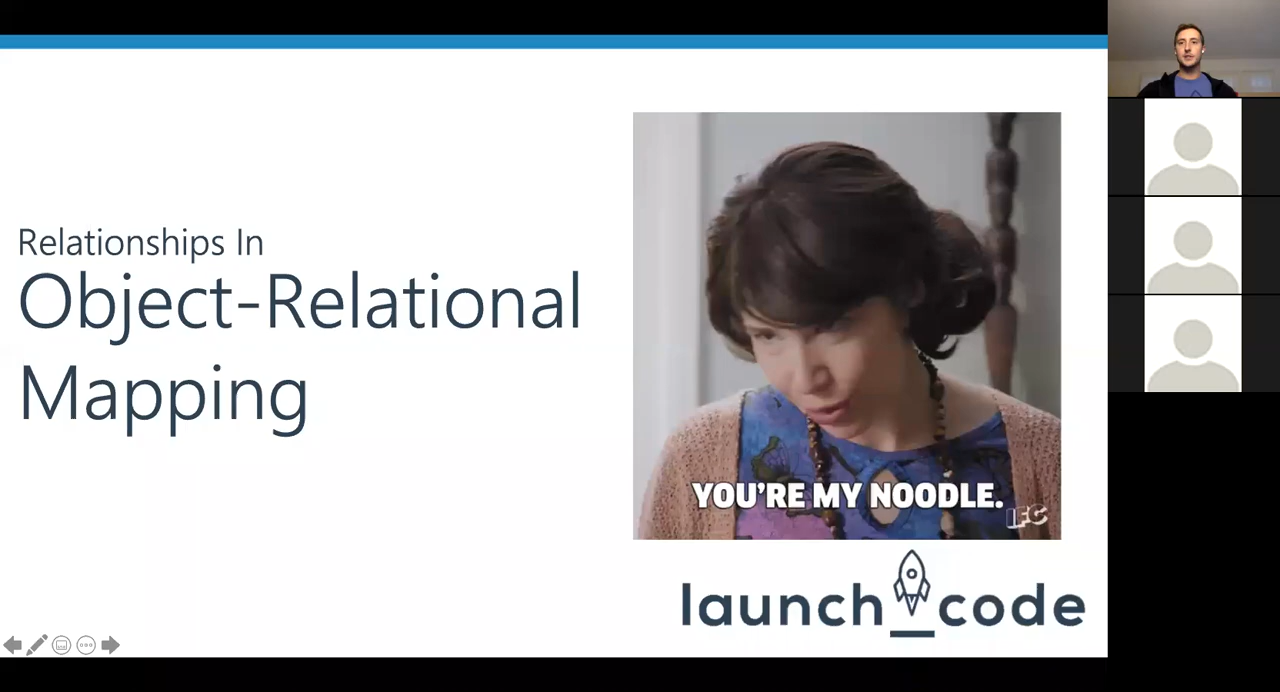 Relationships In
Object-Relational
Mapping
YOU'RE MY NOODLE.
IFC
launch_code